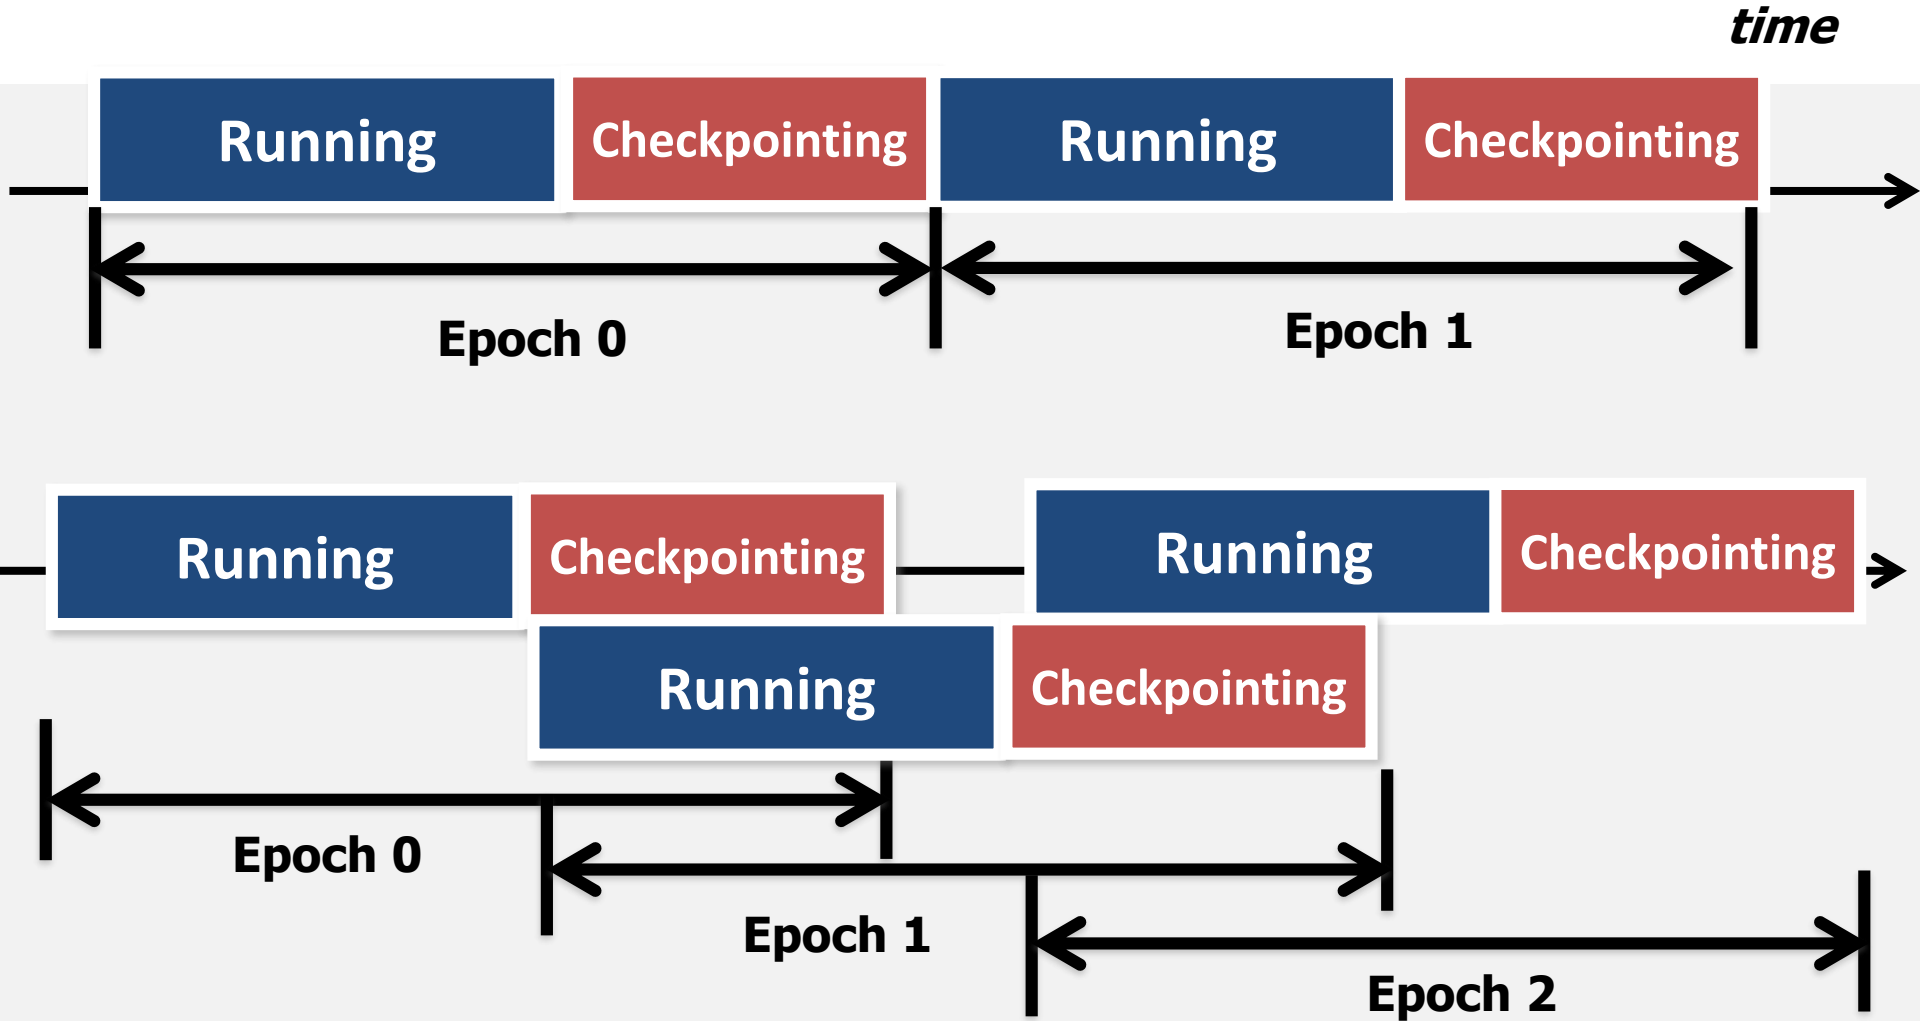 time
Running
Checkpointing
Running
Checkpointing
Epoch 0
Epoch 1
Running
Checkpointing
Running
Checkpointing
Running
Checkpointing
Epoch 0
Epoch 1
Epoch 2